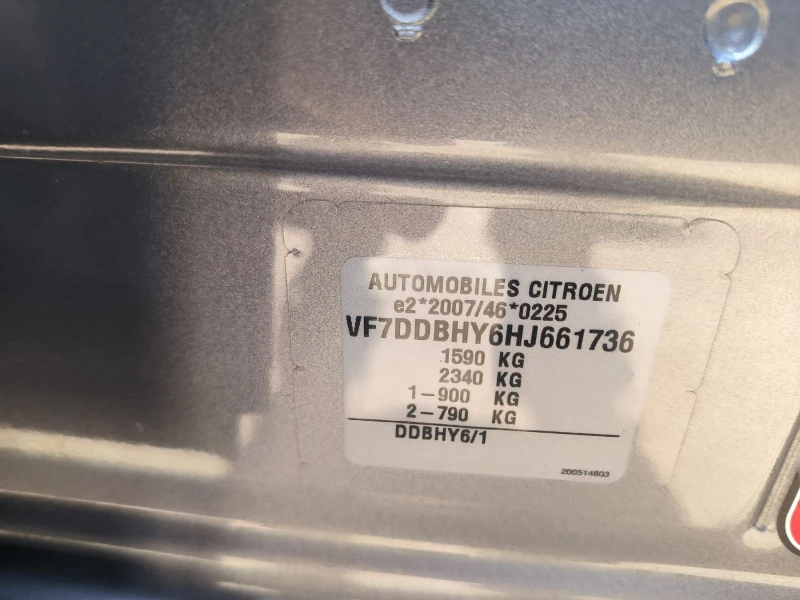 AUTOMOBILES CITROEN
e2*2007/46*0225
VF7DDBHY6HJ661736
1590 KG
2340 KG
1-900 KG
2-790 KG
DDBHY6/1
200514803